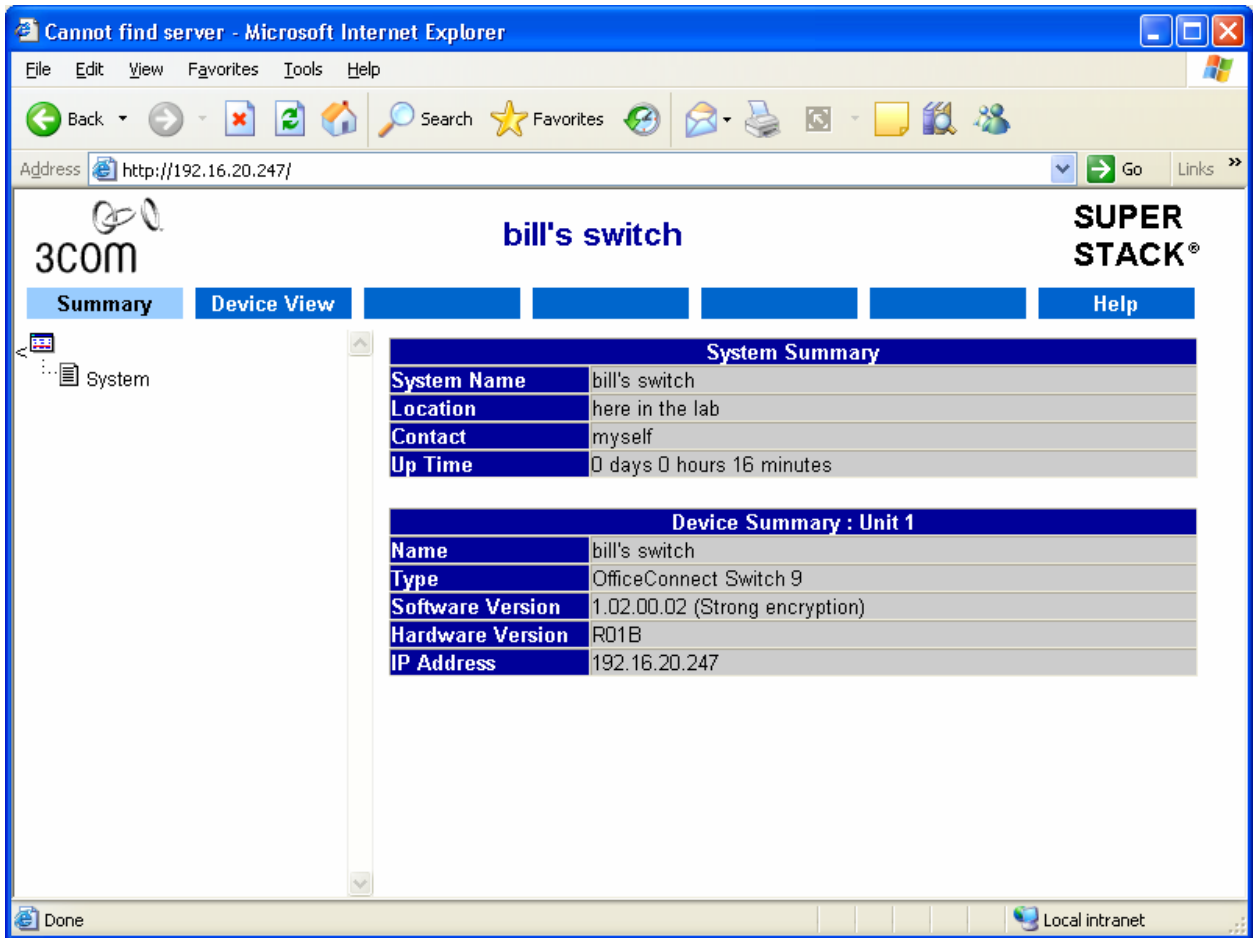 Cannot find server - Microsoft Internet Explorer
File Edit View Favorites Tools Help
Back Search Favorites
Address http://192.16.20.247/ Go Links »
3COM bill's switch SUPER
STACK®
Summary Device View Help
System
System Summary
System Name bill's switch
Location here in the lab
Contact myself
Up Time 0 days 0 hours 16 minutes
Device Summary : Unit 1
Name bill's switch
Type OfficeConnect Switch 9
Software Version 1.02.00.02 (Strong encryption)
Hardware Version R01B
IP Address 192.16.20.247
Done Local intranet